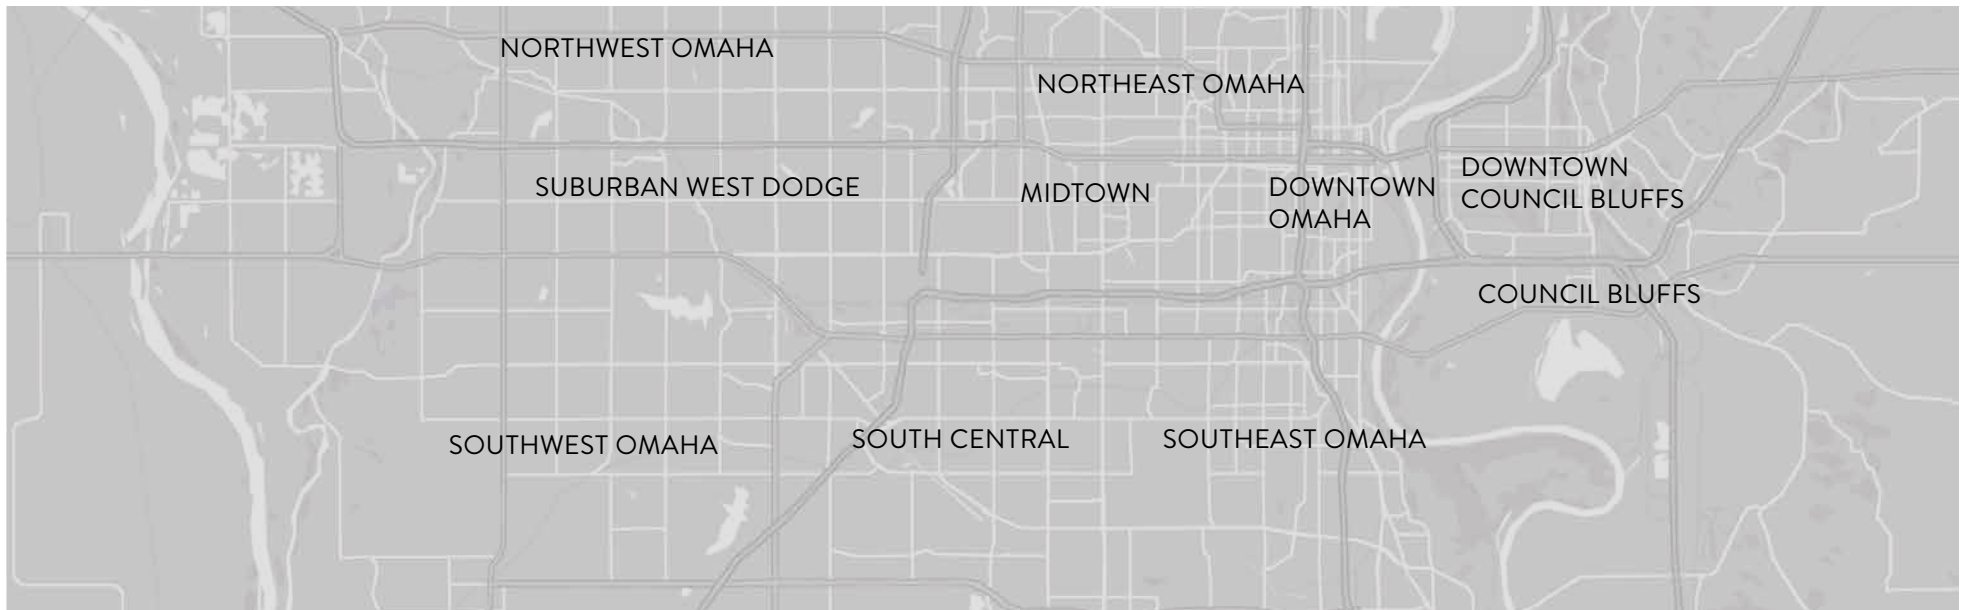 NORTHWEST OMAHA
NORTHEAST OMAHA
SUBURBAN WEST DODGE
MIDTOWN
DOWNTOWN
OMAHA
DOWNTOWN
COUNCIL BLUFFS
COUNCIL BLUFFS
SOUTHWEST OMAHA
SOUTH CENTRAL
SOUTHEAST OMAHA